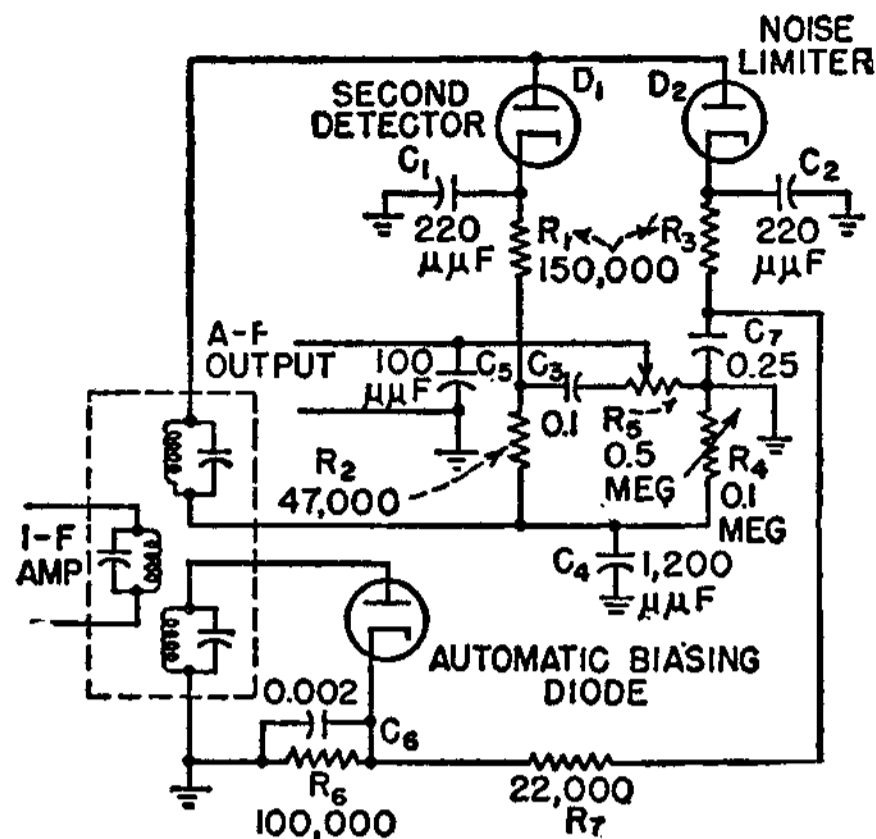 NOISE
LIMITER
SECOND
DETECTOR
D₁
D₂
C₁
220
μμF
C₂
220
μμF
R₁
R₃
150,000
A-F
OUTPUT
100
μμF
C₅
C₃
0.1
R₅
0.5
MEG
C₇
0.25
R₄
0.1
MEG
R₂
47,000
I-F
AMP
C₄
1,200
μμF
AUTOMATIC BIASING
DIODE
0.002
C₆
R₆
100,000
22,000
R₇